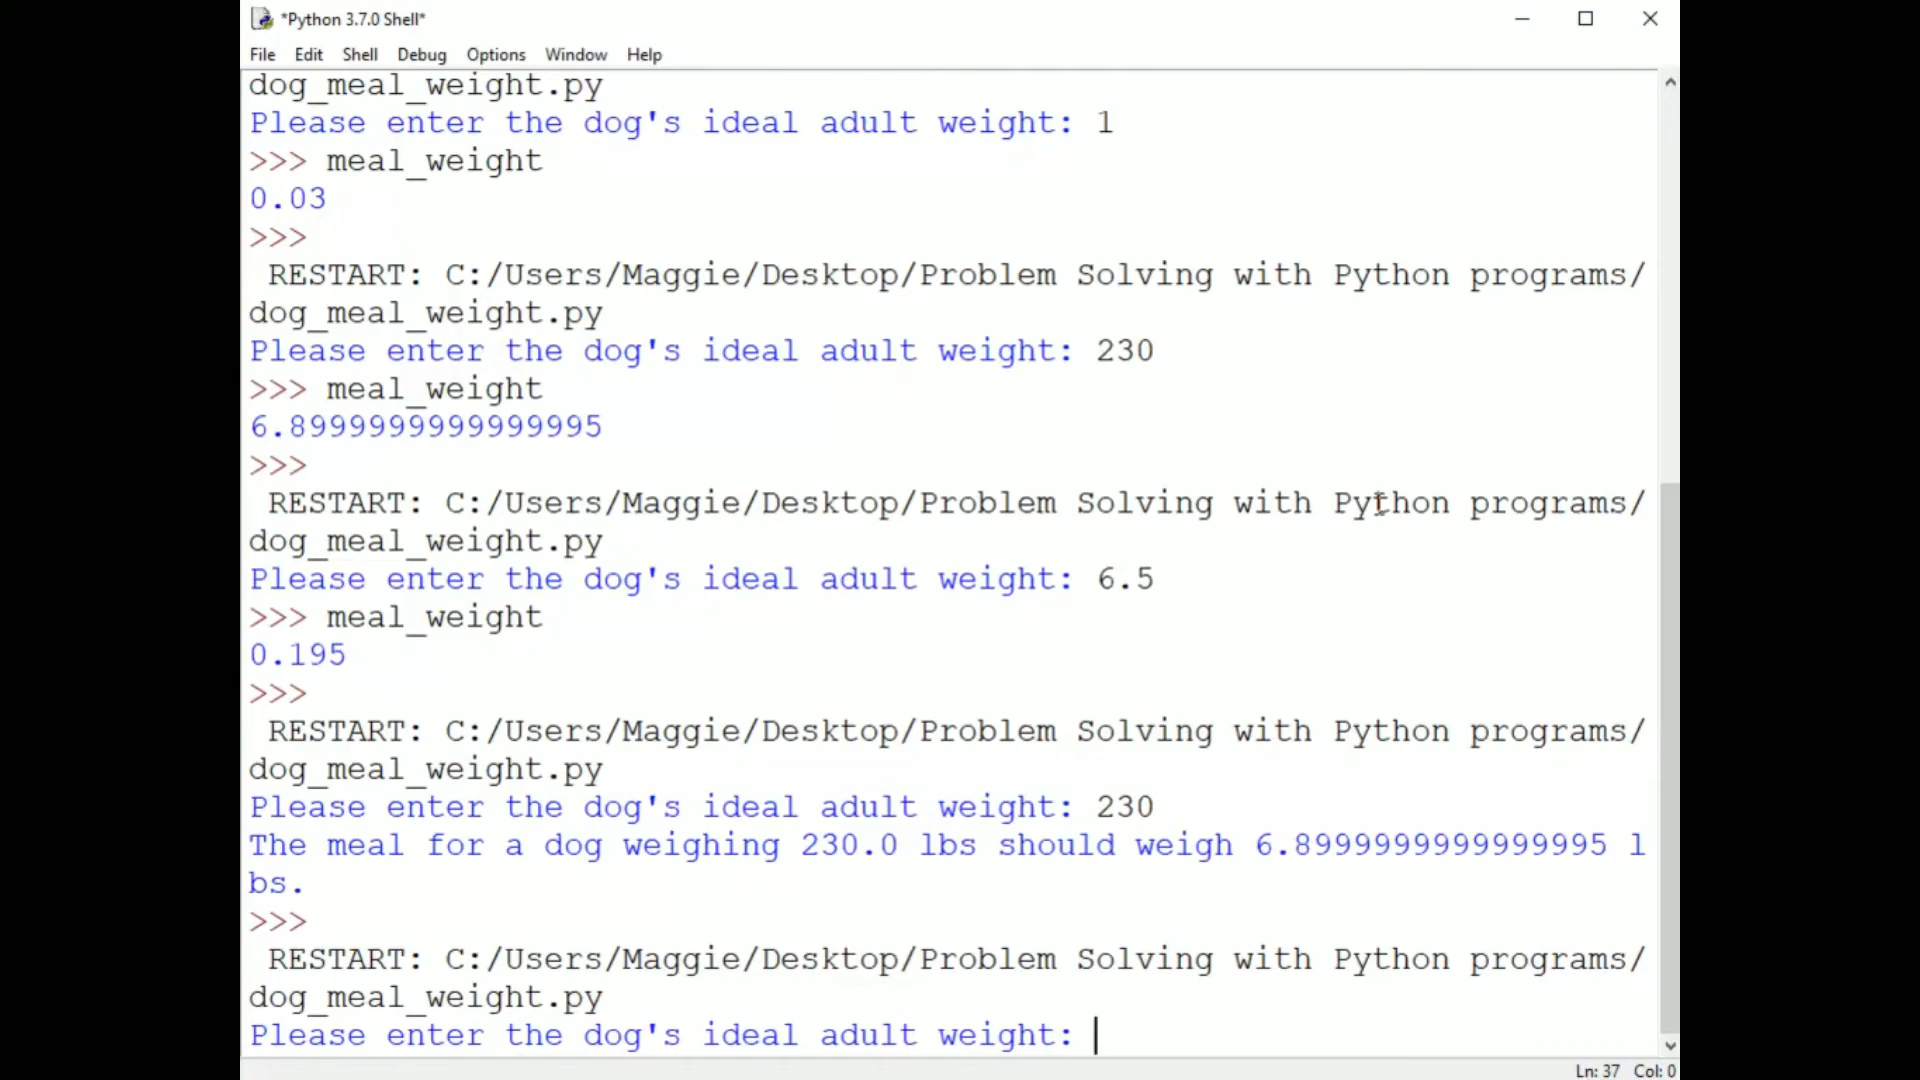 *Python 3.7.0 Shell*
File Edit Shell Debug Options Window Help
dog_meal_weight.py
Please enter the dog's ideal adult weight: 1
>>> meal_weight
0.03
>>>
RESTART: C:/Users/Maggie/Desktop/Problem Solving with Python programs/
dog_meal_weight.py
Please enter the dog's ideal adult weight: 230
>>> meal_weight
6.8999999999999995
>>>
RESTART: C:/Users/Maggie/Desktop/Problem Solving with Python programs/
dog_meal_weight.py
Please enter the dog's ideal adult weight: 6.5
>>> meal_weight
0.195
>>>
RESTART: C:/Users/Maggie/Desktop/Problem Solving with Python programs/
dog_meal_weight.py
Please enter the dog's ideal adult weight: 230
The meal for a dog weighing 230.0 lbs should weigh 6.8999999999999995 l
bs.
>>>
RESTART: C:/Users/Maggie/Desktop/Problem Solving with Python programs/
dog_meal_weight.py
Please enter the dog's ideal adult weight:
Ln: 37 Col: 0